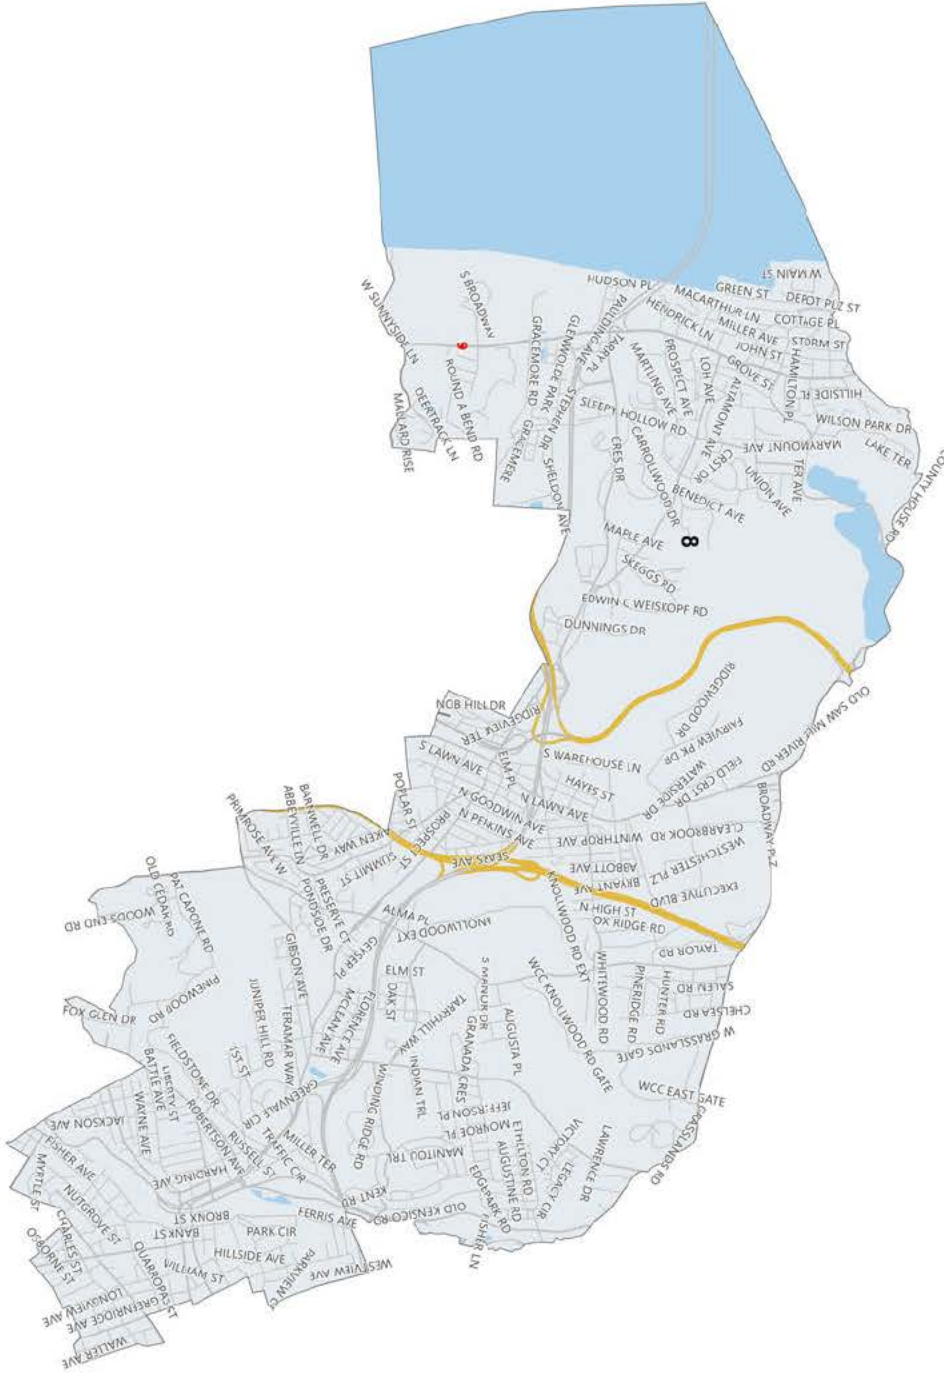 W MAIN ST
HUDSON PL
GREEN ST
DEPOT PLZ ST
MACARTHUR LN
COTTAGE PL
S BROADWAY
W SUNNYSIDE LN
PAULDING AVE
HENDRICK LN
MILLER AVE
STORM ST
JOHN ST
GLENWOLDE PARK
TARRY PL
9
GRACEMORE RD
MARTLING AVE
PROSPECT AVE
LOH AVE
GROVE ST
HAMILTON PL
HILLSIDE PL
ROUND A BEND RD
DEERTRACK LN
MALLARD RISE
STEPHEN DR
SLEEPY HOLLOW RD
ALTAMONT AVE
WILSON PARK DR
GRACEMERE
SHELDON AVE
CRES DR
CARROLLWOOD DR
CRST DR
MARYMOUNT AVE
LAKE TER
UNION AVE
TER AVE
COUNTY HOUSE RD
BENEDICT AVE
MAPLE AVE
8
SKEGGS RD
EDWIN C WEISKOPF RD
DUNNINGS DR
RIDGEWOOD DR
OLD SAW MILL RIVER RD
NOB HILL DR
RIDGEVIEW TER
FAIRVIEW PK DR
S LAWN AVE
ELM PL
S WAREHOUSE LN
FIELD CRST DR
WATERSIDE DR
HAYES ST
BROADWAY PLZ
POPLAR ST
N GOODWIN AVE
N LAWN AVE
N PERKINS AVE
WINTHROP AVE
CLEARBROOK RD
BARNWELL DR
ABBEYVILLE LN
PRIMROSE AVE W
AIKEN WAY
PROSPECT ST
SUMMIT ST
SEARS AVE
ABBOTT AVE
WESTCHESTER PLZ
BRYANT AVE
EXECUTIVE BLVD
OLD CEDAR RD
PAT CAPONE RD
WOODS END RD
PRESERVE CT
PONDSIDE DR
ALMA PL
KNOLLWOOD EXT
KNOLLWOOD RD EXT
N HIGH ST
OX RIDGE RD
TAYLOR RD
GIBSON AVE
GEYSER PL
ELM ST
OAK ST
S MANOR DR
WCC KNOLLWOOD RD GATE
WHITEWOOD RD
PINERIDGE RD
HUNTER RD
SALEM RD
CHELSEA RD
W GRASSLANDS GATE
PINEWOOD RD
FOX GLEN DR
JUNIPER HILL RD
TERAMAR WAY
MCLEAN AVE
FLORENCE AVE
TARRYHILL WAY
AUGUSTA PL
GRANADA CRES
INDIAN TRL
WCC EAST GATE
GRASSLANDS RD
FIELDSTONE DR
1ST ST
GREENVALE CIR
WINDING RIDGE RD
JEFFERSON PL
MONROE PL
MANITOU TRL
ETHELTON RD
AUGUSTINE RD
EDGEPARK RD
VICTORY CT
LEGACY CIR
LAWRENCE DR
BATTLE AVE
LIBERTY ST
WAYNE AVE
JACKSON AVE
ROBERTSON AVE
RUSSELL ST
TRAFFIC CIR
MILLER TER
HARDING AVE
KENT RD
OLD KENSICO RD
FISHER LN
FISHER AVE
MYRTLE ST
NUTGROVE ST
BRONX ST
BANK ST
PARK CIR
FERRIS AVE
CHARLES ST
OSBORNE ST
QUARROPAS ST
WILLIAM ST
HILLSIDE AVE
WESTVIEW AVE
LONGVIEW AVE
GREENRIDGE AVE
WALLER AVE